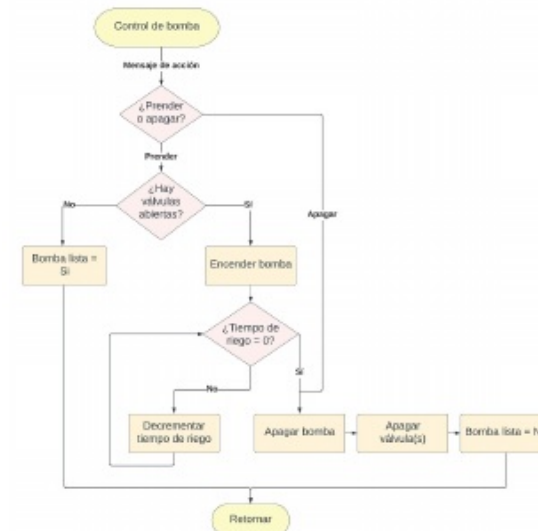 Control de bomba
Mensaje de acción
¿Prender
o apagar?
Prender
¿Hay
válvulas
abiertas?
No
Sí
Apagar
Bomba lista =
Si
Encender bomba
¿Tiempo de
riego = 0?
Sí
No
Decrementar
tiempo de riego
Apagar bomba
Apagar
válvula(s)
Bomba lista = N
Retornar